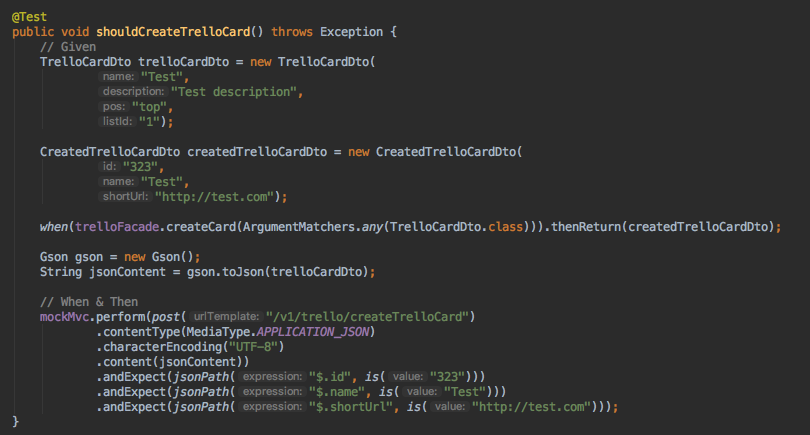 @Test
public void shouldCreateTrelloCard() throws Exception {
    // Given
    TrelloCardDto trelloCardDto = new TrelloCardDto(
            name: "Test",
            description: "Test description",
            pos: "top",
            listId: "1");

    CreatedTrelloCardDto createdTrelloCardDto = new CreatedTrelloCardDto(
            id: "323",
            name: "Test",
            shortUrl: "http://test.com");

    when(trelloFacade.createCard(ArgumentMatchers.any(TrelloCardDto.class))).thenReturn(createdTrelloCardDto);

    Gson gson = new Gson();
    String jsonContent = gson.toJson(trelloCardDto);

    // When & Then
    mockMvc.perform(post( urlTemplate: "/v1/trello/createTrelloCard")
            .contentType(MediaType.APPLICATION_JSON)
            .characterEncoding("UTF-8")
            .content(jsonContent))
            .andExpect(jsonPath( expression: "$.id", is( value: "323")))
            .andExpect(jsonPath( expression: "$.name", is( value: "Test")))
            .andExpect(jsonPath( expression: "$.shortUrl", is( value: "http://test.com")));
}